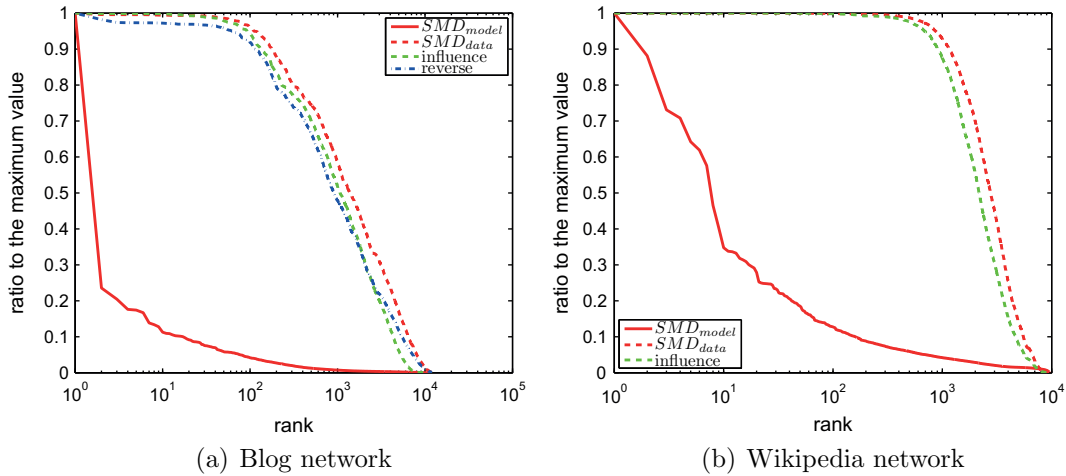 1
0.9
0.8
0.7
0.6
0.5
0.4
0.3
0.2
0.1
0
ratio to the maximum value
10^0 10^1 10^2 10^3 10^4 10^5
rank
SMD_model
SMD_data
influence
reverse
(a) Blog network
1
0.9
0.8
0.7
0.6
0.5
0.4
0.3
0.2
0.1
0
ratio to the maximum value
10^0 10^1 10^2 10^3 10^4
rank
SMD_model
SMD_data
influence
(b) Wikipedia network